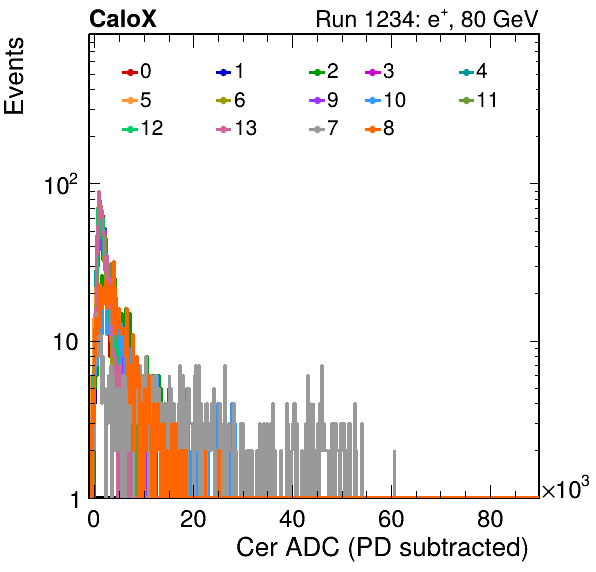 CaloX Run 1234: e⁺, 80 GeV
Events
0 1 2 3 4
5 6 9 10 11
12 13 7 8
10²
10
1
0 20 40 60 80 ×10³
Cer ADC (PD subtracted)